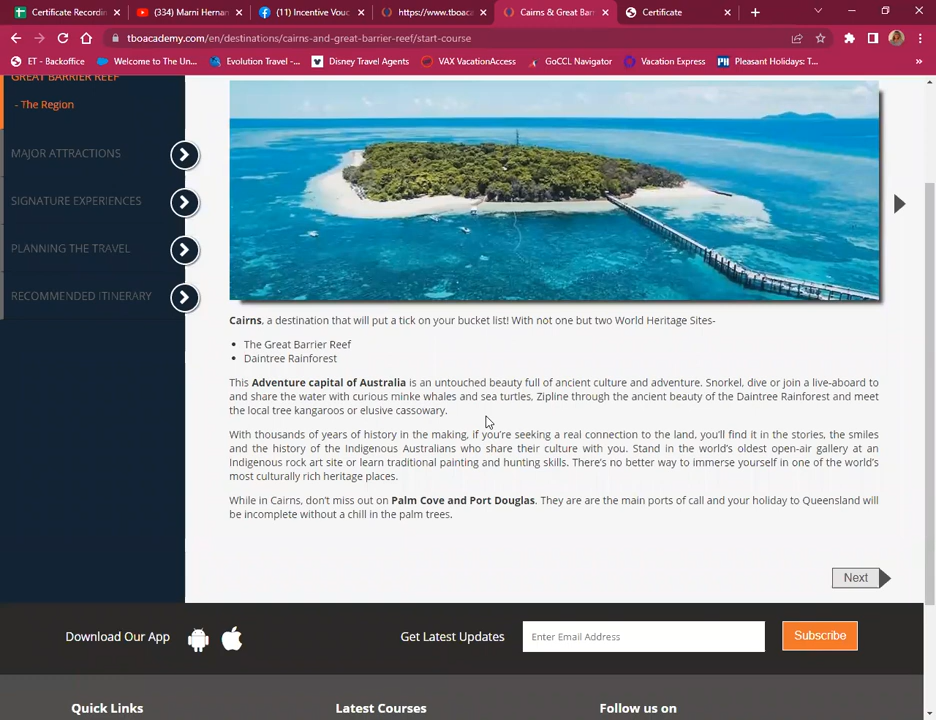 Certificate Recordin
(334) Marni Hernan
(11) Incentive Vouc
https://www.tboaca
Cairns & Great Barr
Certificate
tboacademy.com/en/destinations/cairns-and-great-barrier-reef/start-course
ET - Backoffice
Welcome to The Un...
Evolution Travel -...
Disney Travel Agents
VAX VacationAccess
GoCCL Navigator
Vacation Express
Pleasant Holidays: T...
GREAT BARRIER REEF
- The Region
MAJOR ATTRACTIONS
SIGNATURE EXPERIENCES
PLANNING THE TRAVEL
RECOMMENDED ITINERARY
Cairns, a destination that will put a tick on your bucket list! With not one but two World Heritage Sites-
• The Great Barrier Reef
• Daintree Rainforest
This Adventure capital of Australia is an untouched beauty full of ancient culture and adventure. Snorkel, dive or join a live-aboard to
and share the water with curious minke whales and sea turtles, Zipline through the ancient beauty of the Daintree Rainforest and meet
the local tree kangaroos or elusive cassowary.
With thousands of years of history in the making, if you're seeking a real connection to the land, you'll find it in the stories, the smiles
and the history of the Indigenous Australians who share their culture with you. Stand in the world's oldest open-air gallery at an
Indigenous rock art site or learn traditional painting and hunting skills. There's no better way to immerse yourself in one of the world's
most culturally rich heritage places.
While in Cairns, don't miss out on Palm Cove and Port Douglas. They are are the main ports of call and your holiday to Queensland will
be incomplete without a chill in the palm trees.
Next
Download Our App
Get Latest Updates
Enter Email Address
Subscribe
Quick Links
Latest Courses
Follow us on